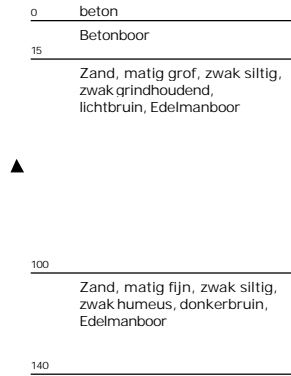 0 beton
Betonboor
15
Zand, matig grof, zwak siltig,
zwak grindhoudend,
lichtbruin, Edelmanboor
100
Zand, matig fijn, zwak siltig,
zwak humeus, donkerbruin,
Edelmanboor
140